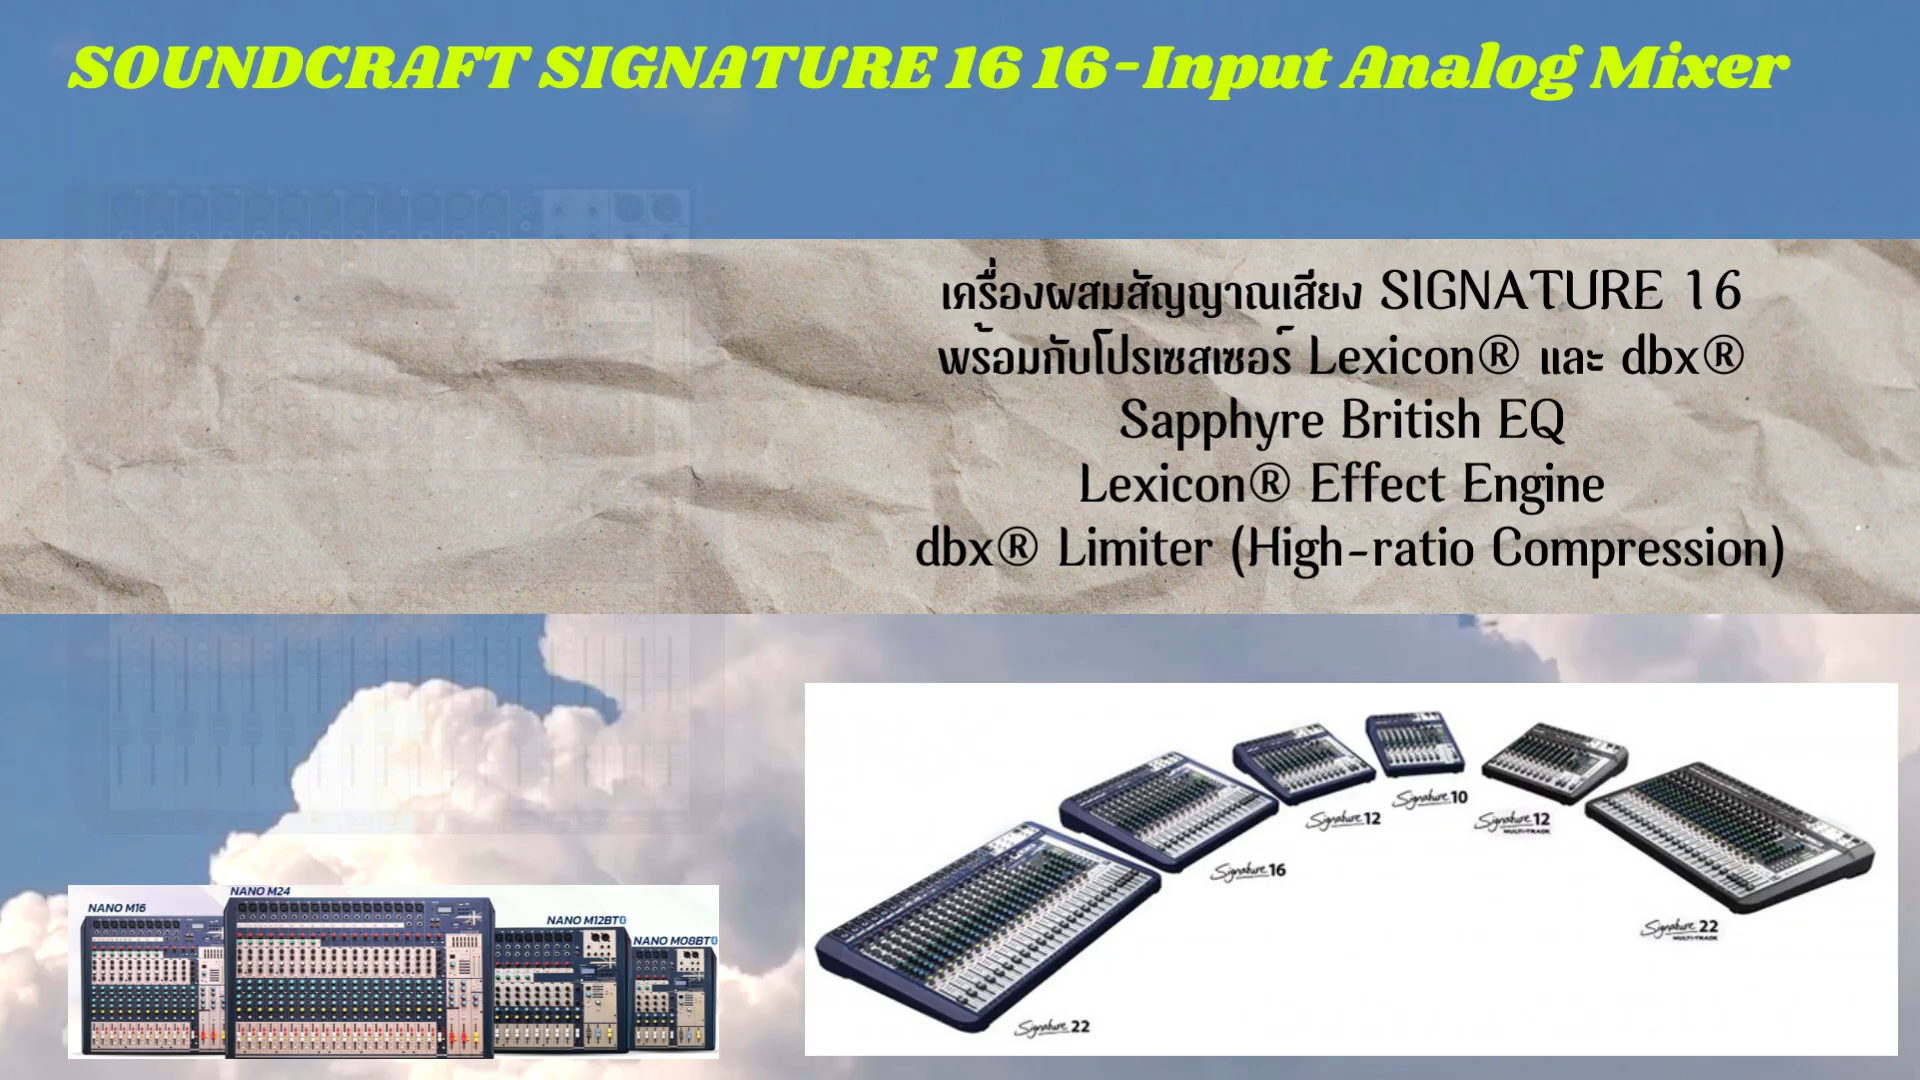 SOUNDCRAFT SIGNATURE 16 16-Input Analog Mixer
เครื่องผสมสัญญาณเสียง SIGNATURE 16
พร้อมกับโปรเซสเซอร์ Lexicon® และ dbx®
Sapphyre British EQ
Lexicon® Effect Engine
dbx® Limiter (High-ratio Compression)
Signature 10
Signature 12
Signature 12
MULTI-TRACK
Signature 16
Signature 22
MULTI-TRACK
Signature 22
NANO M24
NANO M16
NANO M12BT
NANO M08BT